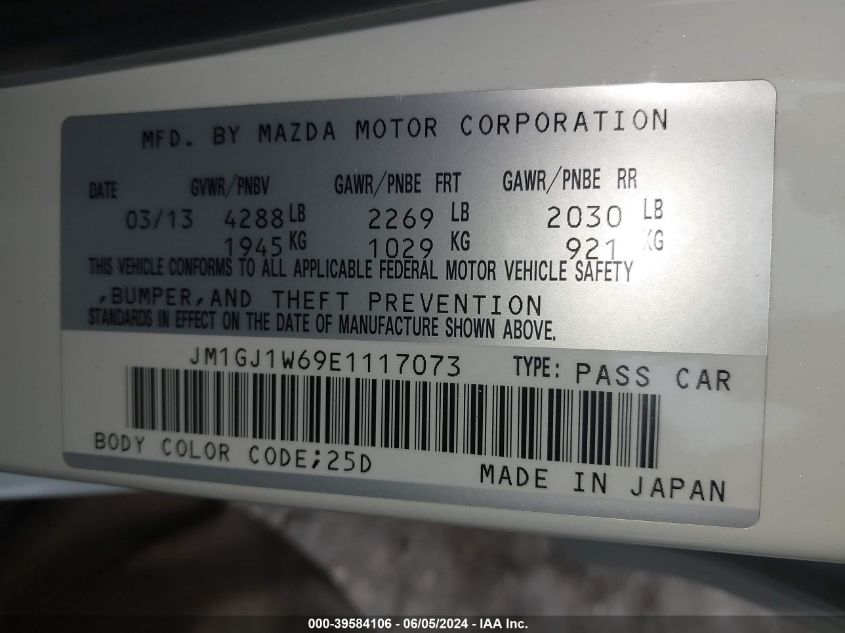 MFD. BY MAZDA MOTOR CORPORATION
DATE GVWR/PNBV GAWR/PNBE FRT GAWR/PNBE RR
03/13 4288 LB 2269 LB 2030 LB
1945 KG 1029 KG 921 KG
THIS VEHICLE CONFORMS TO ALL APPLICABLE FEDERAL MOTOR VEHICLE SAFETY
,BUMPER,AND THEFT PREVENTION
STANDARDS IN EFFECT ON THE DATE OF MANUFACTURE SHOWN ABOVE.
JM1GJ1W69E1117073 TYPE: PASS CAR
BODY COLOR CODE;25D
MADE IN JAPAN
000-39584106 - 06/05/2024 - IAA Inc.